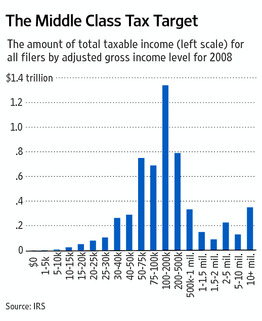 The Middle Class Tax Target
The amount of total taxable income (left scale) for
all filers by adjusted gross income level for 2008
$1.4 trillion
1.2
1.0
.8
.6
.4
.2
0
$0
1-5k
5-10k
10-15k
15-20k
20-25k
25-30k
30-40k
40-50k
50-75k
75-100k
100-200k
200-500k
500k-1 mil.
1-1.5 mil.
1.5-2 mil.
2-5 mil.
5-10 mil.
10+ mil.
Source: IRS